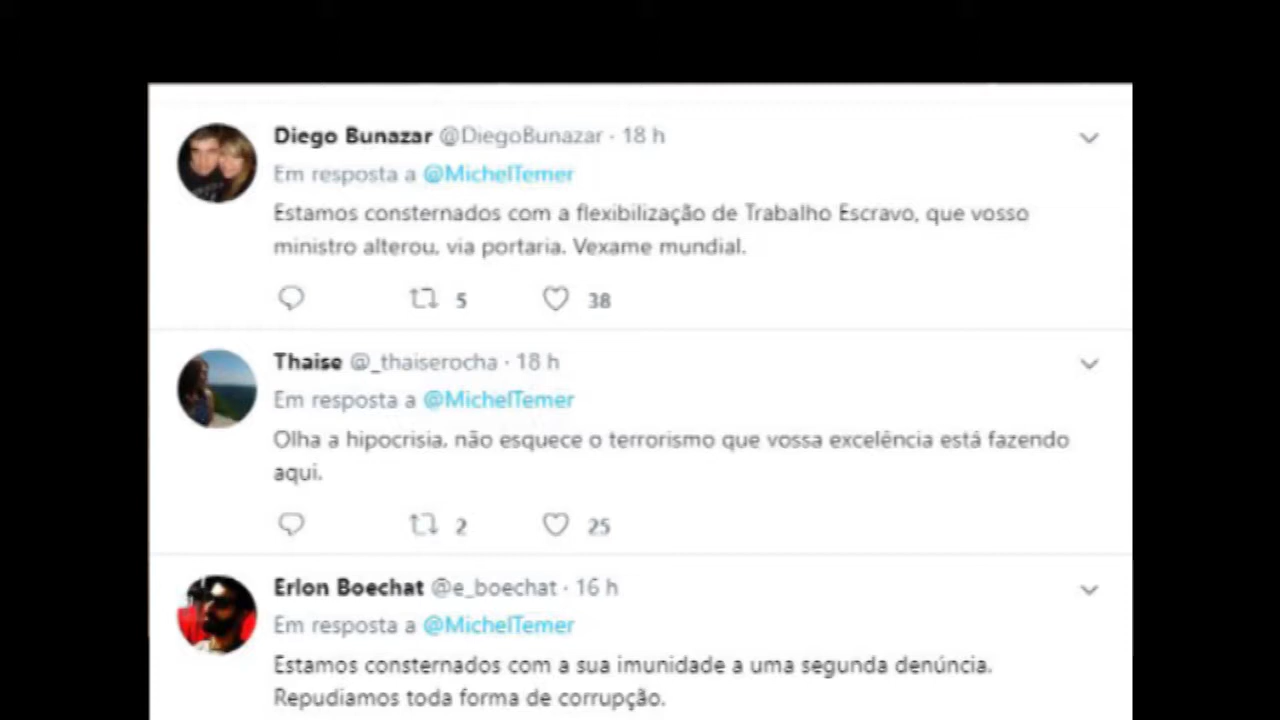 Diego Bunazar @DiegoBunazar · 18 h
Em resposta a @MichelTemer
Estamos consternados com a flexibilização de Trabalho Escravo, que vosso
ministro alterou, via portaria. Vexame mundial.
5 38
Thaise @_thaiserocha · 18 h
Em resposta a @MichelTemer
Olha a hipocrisia, não esquece o terrorismo que vossa excelência está fazendo
aqui.
2 25
Erlon Boechat @e_boechat · 16 h
Em resposta a @MichelTemer
Estamos consternados com a sua imunidade a uma segunda denúncia.
Repudiamos toda forma de corrupção.